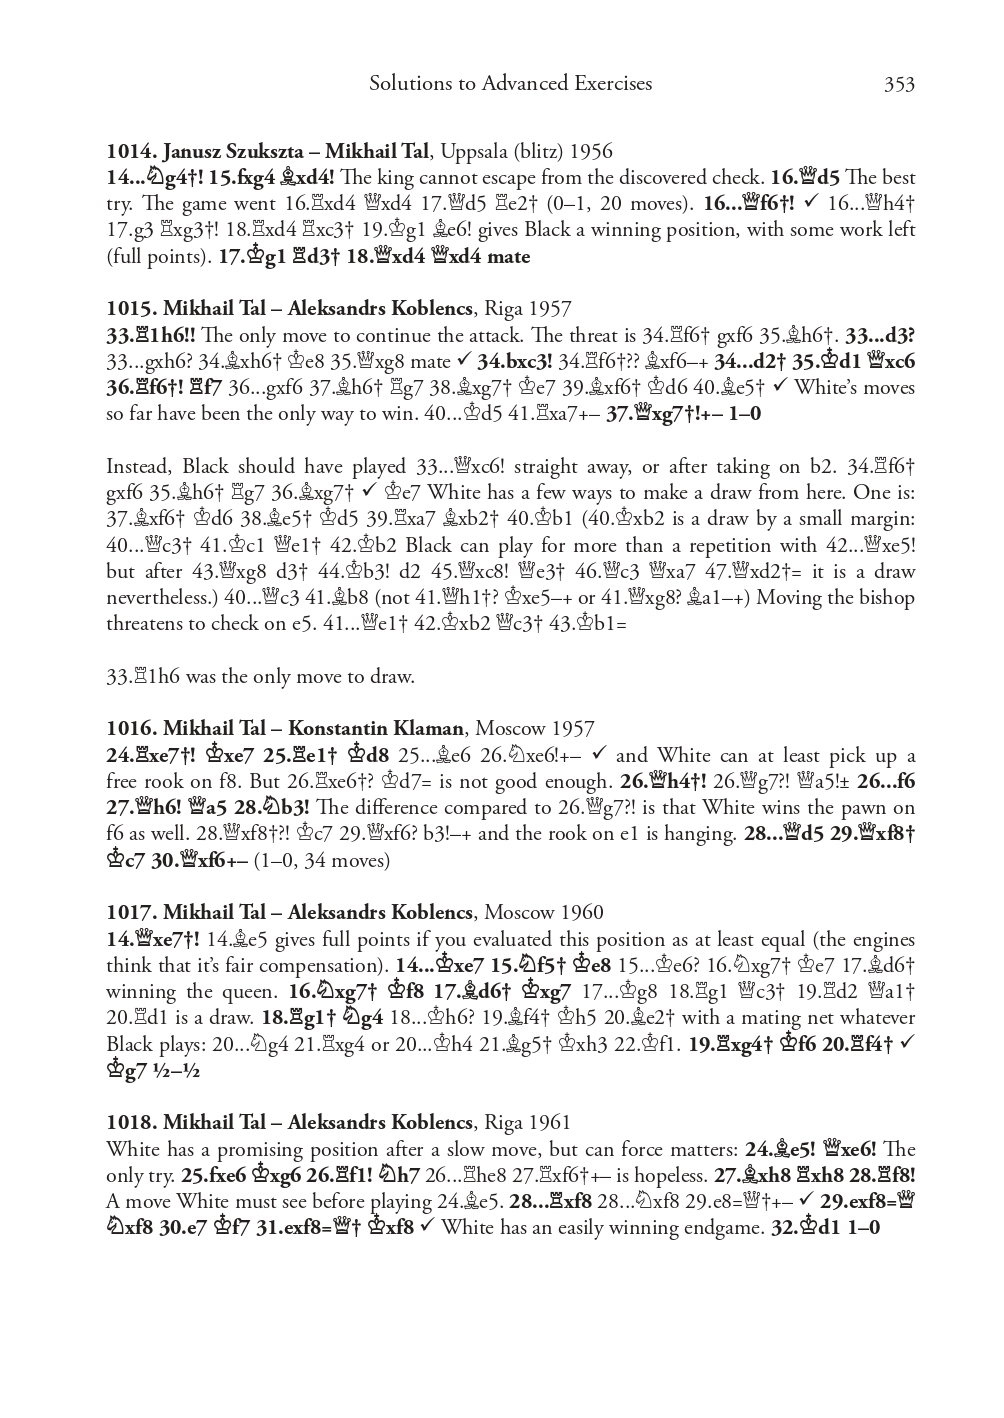 Solutions to Advanced Exercises 353
1014. Janusz Szukszta – Mikhail Tal, Uppsala (blitz) 1956
14...♘g4†! 15.fxg4 ♗xd4! The king cannot escape from the discovered check. 16.♕d5 The best
try. The game went 16.♖xd4 ♕xd4 17.♕d5 ♖e2† (0–1, 20 moves). 16...♕f6†! ✓ 16...♕h4†
17.g3 ♖xg3†! 18.♖xd4 ♖xc3† 19.♔g1 ♗e6! gives Black a winning position, with some work left
(full points). 17.♔g1 ♖d3† 18.♕xd4 ♕xd4 mate
1015. Mikhail Tal – Aleksandrs Koblencs, Riga 1957
33.♖1h6!! The only move to continue the attack. The threat is 34.♖f6† gxf6 35.♗h6†. 33...d3?
33...gxh6? 34.♗xh6† ♔e8 35.♕xg8 mate ✓ 34.bxc3! 34.♖f6†?? ♗xf6–+ 34...d2† 35.♔d1 ♕xc6
36.♖f6†! ♖f7 36...gxf6 37.♗h6† ♖g7 38.♗xg7† ♔e7 39.♗xf6† ♔d6 40.♗e5† ✓ White’s moves
so far have been the only way to win. 40...♔d5 41.♖xa7+– 37.♕xg7†!+– 1–0
Instead, Black should have played 33...♕xc6! straight away, or after taking on b2. 34.♖f6†
gxf6 35.♗h6† ♖g7 36.♗xg7† ✓ ♔e7 White has a few ways to make a draw from here. One is:
37.♗xf6† ♔d6 38.♗e5† ♔d5 39.♖xa7 ♗xb2† 40.♔b1 (40.♔xb2 is a draw by a small margin:
40...♕c3† 41.♔c1 ♕e1† 42.♔b2 Black can play for more than a repetition with 42...♕xe5!
but after 43.♕xg8 d3† 44.♔b3! d2 45.♕xc8! ♕e3† 46.♕c3 ♕xa7 47.♕xd2†= it is a draw
nevertheless.) 40...♕c3 41.♗b8 (not 41.♕h1†? ♔xe5–+ or 41.♕xg8? ♗a1–+) Moving the bishop
threatens to check on e5. 41...♕e1† 42.♔xb2 ♕c3† 43.♔b1=
33.♖1h6 was the only move to draw.
1016. Mikhail Tal – Konstantin Klaman, Moscow 1957
24.♖xe7†! ♔xe7 25.♖e1† ♔d8 25...♗e6 26.♘xe6!+– ✓ and White can at least pick up a
free rook on f8. But 26.♖xe6†? ♔d7= is not good enough. 26.♕h4†! 26.♕g7?! ♕a5!± 26...f6
27.♕h6! ♕a5 28.♘b3! The difference compared to 26.♕g7?! is that White wins the pawn on
f6 as well. 28.♕xf8†?! ♔c7 29.♕xf6? b3!–+ and the rook on e1 is hanging. 28...♕d5 29.♕xf8†
♔c7 30.♕xf6+– (1–0, 34 moves)
1017. Mikhail Tal – Aleksandrs Koblencs, Moscow 1960
14.♕xe7†! 14.♗e5 gives full points if you evaluated this position as at least equal (the engines
think that it’s fair compensation). 14...♔xe7 15.♘f5† ♔e8 15...♔e6? 16.♘xg7† ♔e7 17.♗d6†
winning the queen. 16.♘xg7† ♔f8 17.♗d6† ♔xg7 17...♔g8 18.♖g1 ♕c3† 19.♖d2 ♕a1†
20.♖d1 is a draw. 18.♖g1† ♘g4 18...♔h6? 19.♗f4† ♔h5 20.♗e2† with a mating net whatever
Black plays: 20...♘g4 21.♖xg4 or 20...♔h4 21.♗g5† ♔xh3 22.♔f1. 19.♖xg4† ♔f6 20.♖f4† ✓
♔g7 ½–½
1018. Mikhail Tal – Aleksandrs Koblencs, Riga 1961
White has a promising position after a slow move, but can force matters: 24.♗e5! ♕xe6! The
only try. 25.fxe6 ♔xg6 26.♖f1! ♘h7 26...♖he8 27.♖xf6†+– is hopeless. 27.♗xh8 ♖xh8 28.♖f8!
A move White must see before playing 24.♗e5. 28...♖xf8 28...♘xf8 29.e8=♕†+– ✓ 29.exf8=♕
♘xf8 30.e7 ♔f7 31.exf8=♕† ♔xf8 ✓ White has an easily winning endgame. 32.♔d1 1–0